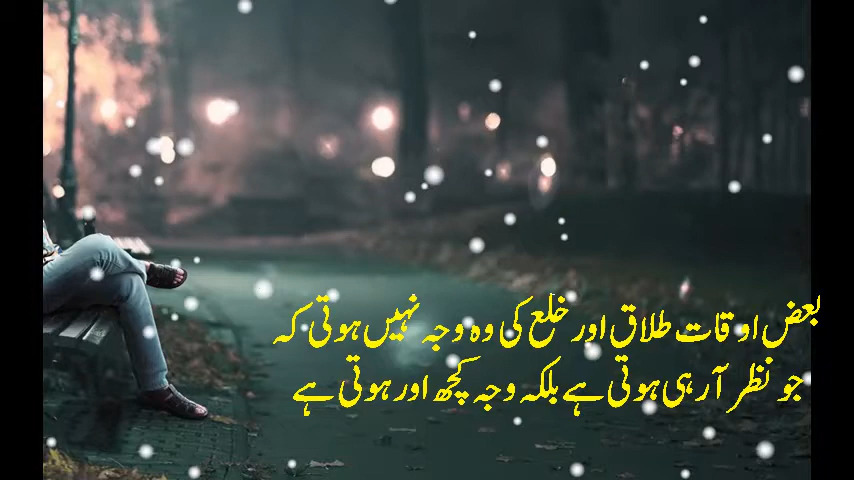 بعض اوقات طلاق اور خلع کی وہ وجہ نہیں ہوتی کہ
جو نظر آرہی ہوتی ہے بلکہ وجہ کچھ اور ہوتی ہے